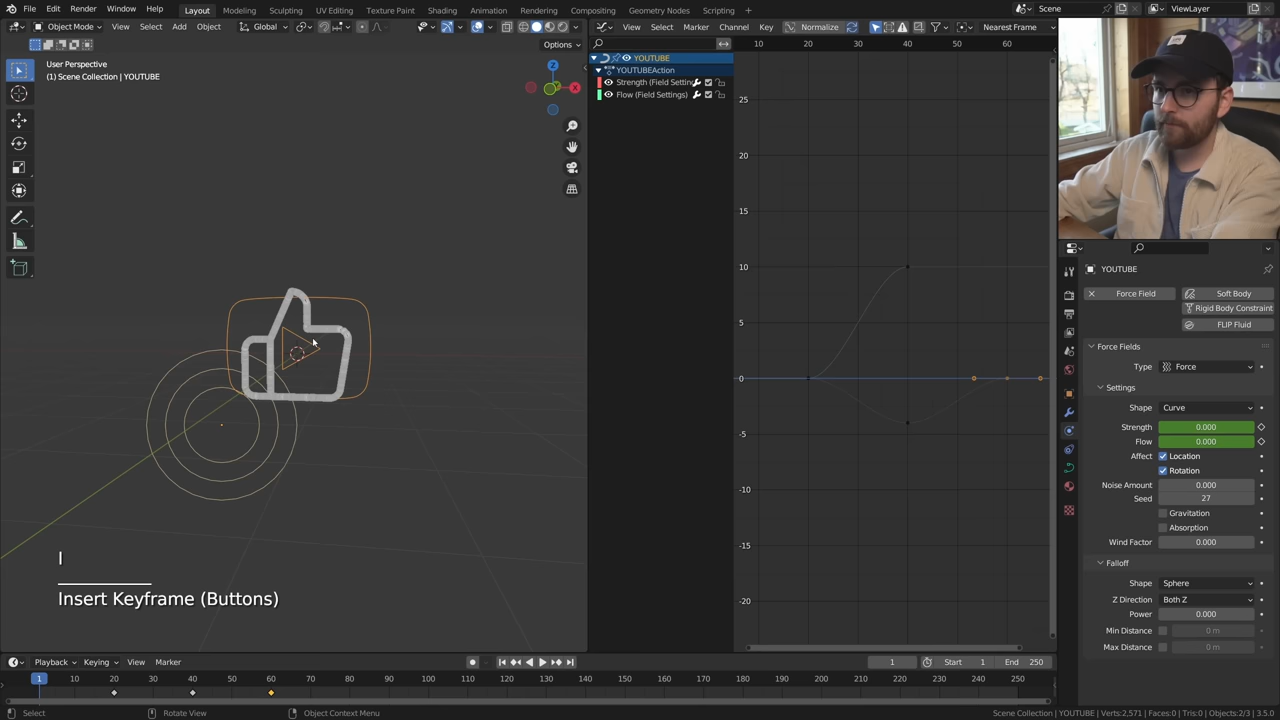 File Edit Render Window Help Layout Modeling Sculpting UV Editing Texture Paint Shading Animation Rendering Compositing Geometry Nodes Scripting Scene ViewLayer
Object Mode View Select Add Object Global
Options
User Perspective
(1) Scene Collection | YOUTUBE
Z
X
I
Insert Keyframe (Buttons)
View Select Marker Channel Key Normalize Nearest Frame
YOUTUBE
YOUTUBEAction
Strength (Field Settin
Flow (Field Settings)
10 20 30 40 50 60
25
20
15
10
5
0
-5
-10
-15
-20
YOUTUBE
Force Field Soft Body
Rigid Body Constraint
FLIP Fluid
Force Fields
Type Force
Settings
Shape Curve
Strength 0.000
Flow 0.000
Affect Location
Rotation
Noise Amount 0.000
Seed 27
Gravitation
Absorption
Wind Factor 0.000
Falloff
Shape Sphere
Z Direction Both Z
Power 0.000
Min Distance 0 m
Max Distance 0 m
Playback Keying View Marker 1 Start 1 End 250
1 10 20 30 40 50 60 70 80 90 100 110 120 130 140 150 160 170 180 190 200 210 220 230 240 250
Select Rotate View Object Context Menu Scene Collection | YOUTUBE | Verts:2,571 | Faces:0 | Tris:0 | Objects:2/3 | 3.5.0